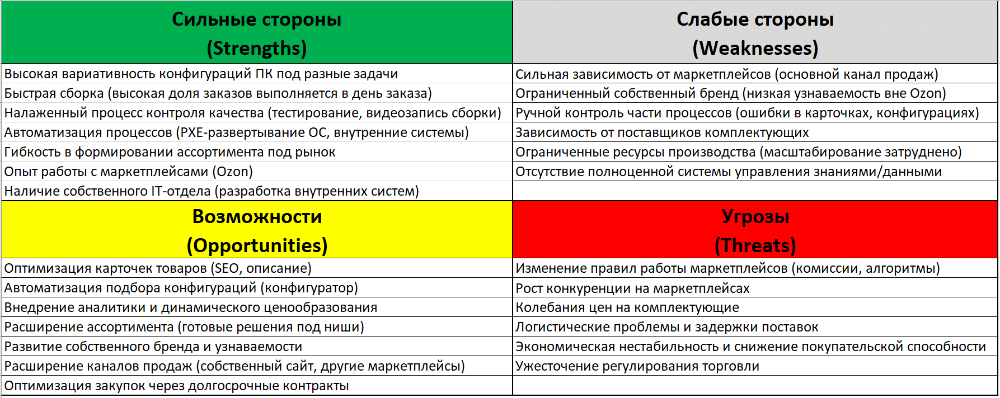 Сильные стороны
(Strengths)
Высокая вариативность конфигураций ПК под разные задачи
Быстрая сборка (высокая доля заказов выполняется в день заказа)
Налаженный процесс контроля качества (тестирование, видеозапись сборки)
Автоматизация процессов (PXE-развертывание ОС, внутренние системы)
Гибкость в формировании ассортимента под рынок
Опыт работы с маркетплейсами (Ozon)
Наличие собственного IT-отдела (разработка внутренних систем)
Слабые стороны
(Weaknesses)
Сильная зависимость от маркетплейсов (основной канал продаж)
Ограниченный собственный бренд (низкая узнаваемость вне Ozon)
Ручной контроль части процессов (ошибки в карточках, конфигурациях)
Зависимость от поставщиков комплектующих
Ограниченные ресурсы производства (масштабирование затруднено)
Отсутствие полноценной системы управления знаниями/данными
Возможности
(Opportunities)
Оптимизация карточек товаров (SEO, описание)
Автоматизация подбора конфигураций (конфигуратор)
Внедрение аналитики и динамического ценообразования
Расширение ассортимента (готовые решения под ниши)
Развитие собственного бренда и узнаваемости
Расширение каналов продаж (собственный сайт, другие маркетплейсы)
Оптимизация закупок через долгосрочные контракты
Угрозы
(Threats)
Изменение правил работы маркетплейсов (комиссии, алгоритмы)
Рост конкуренции на маркетплейсах
Колебания цен на комплектующие
Логистические проблемы и задержки поставок
Экономическая нестабильность и снижение покупательской способности
Ужесточение регулирования торговли